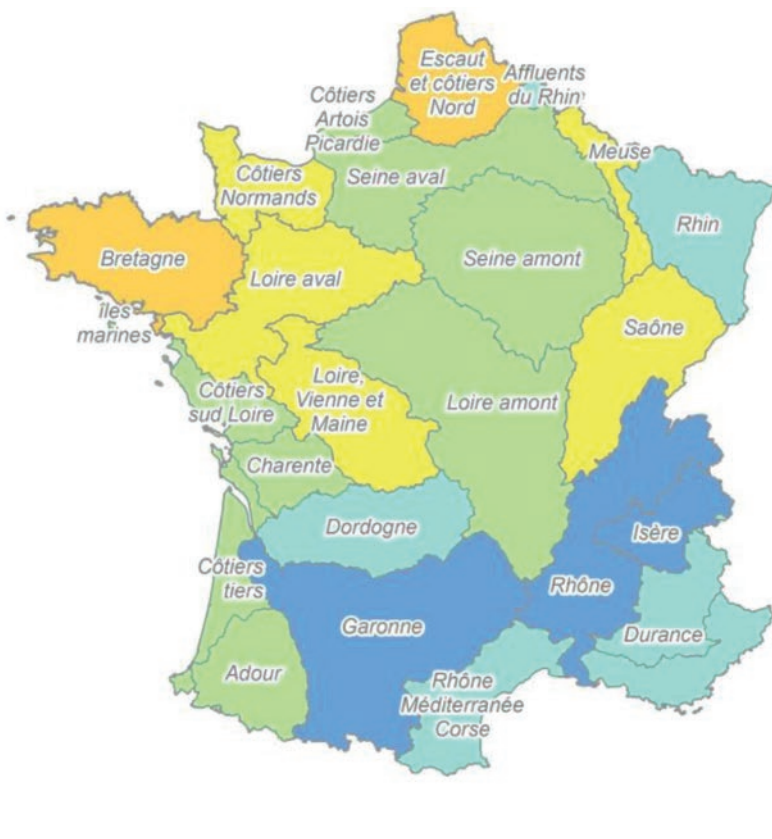 Escaut
et côtiers
Nord
Affluents
du Rhin
Côtiers
Artois
Picardie
Meuse
Seine aval
Côtiers
Normands
Rhin
Bretagne
Seine amont
Loire aval
îles
marines
Saône
Loire,
Vienne et
Maine
Côtiers
sud Loire
Loire amont
Charente
Dordogne
Isère
Côtiers
tiers
Rhône
Garonne
Durance
Adour
Rhône
Méditerranée
Corse